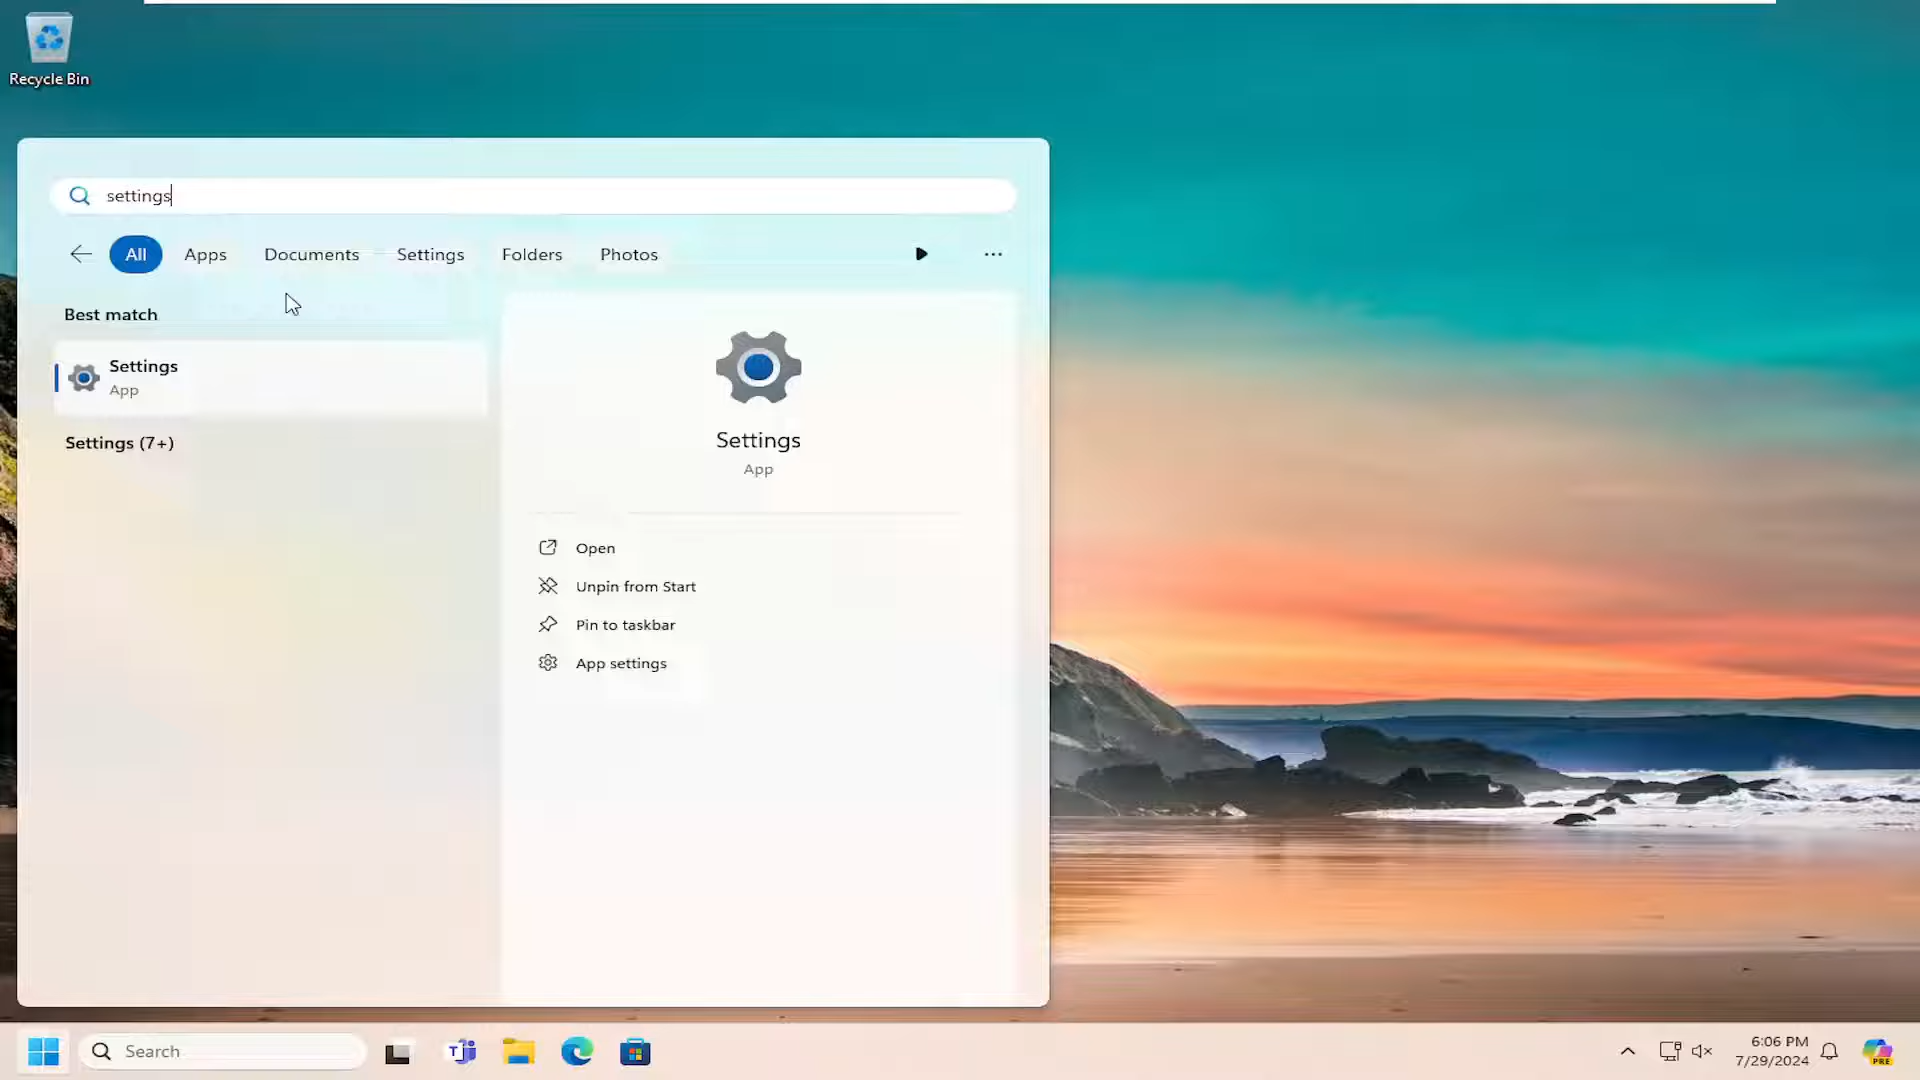 Recycle Bin
settings
All Apps Documents Settings Folders Photos
Best match
Settings
App
Settings (7+)
Settings
App
Open
Unpin from Start
Pin to taskbar
App settings
Search
6:06 PM
7/29/2024
PRE